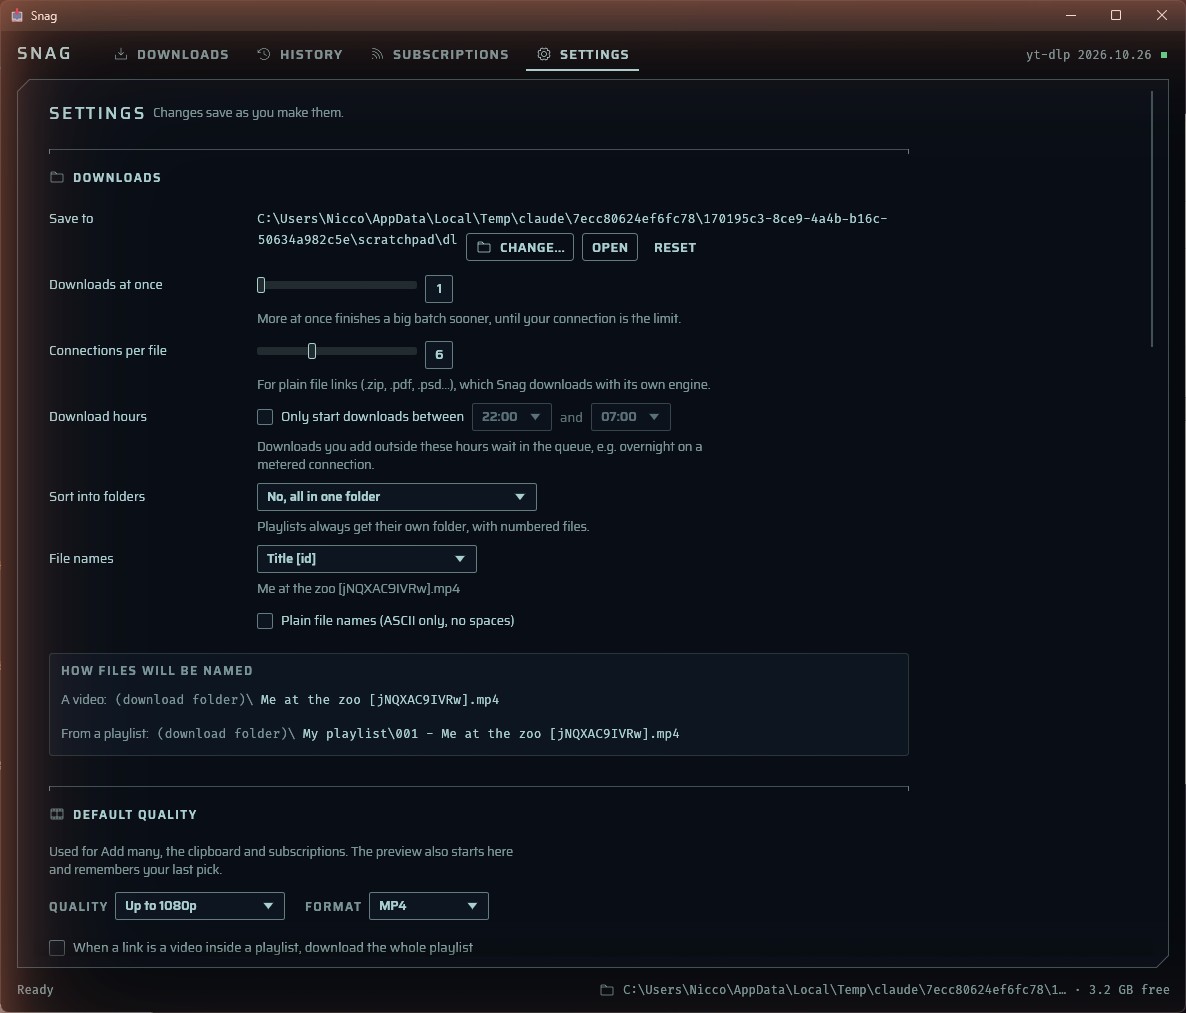 Snag
SNAG DOWNLOADS HISTORY SUBSCRIPTIONS SETTINGS yt-dlp 2026.10.26
SETTINGS Changes save as you make them.
DOWNLOADS
Save to
C:\Users\Nicco\AppData\Local\Temp\claude\7ecc80624ef6fc78\170195c3-8ce9-4a4b-b16c-
50634a982c5e\scratchpad\dl CHANGE... OPEN RESET
Downloads at once 1
More at once finishes a big batch sooner, until your connection is the limit.
Connections per file 6
For plain file links (.zip, .pdf, .psd...), which Snag downloads with its own engine.
Download hours Only start downloads between 22:00 and 07:00
Downloads you add outside these hours wait in the queue, e.g. overnight on a
metered connection.
Sort into folders No, all in one folder
Playlists always get their own folder, with numbered files.
File names Title [id]
Me at the zoo [jNQXAC9IVRw].mp4
Plain file names (ASCII only, no spaces)
HOW FILES WILL BE NAMED
A video: (download folder)\ Me at the zoo [jNQXAC9IVRw].mp4
From a playlist: (download folder)\ My playlist\001 - Me at the zoo [jNQXAC9IVRw].mp4
DEFAULT QUALITY
Used for Add many, the clipboard and subscriptions. The preview also starts here
and remembers your last pick.
QUALITY Up to 1080p FORMAT MP4
When a link is a video inside a playlist, download the whole playlist
Ready C:\Users\Nicco\AppData\Local\Temp\claude\7ecc80624ef6fc78\1… · 3.2 GB free